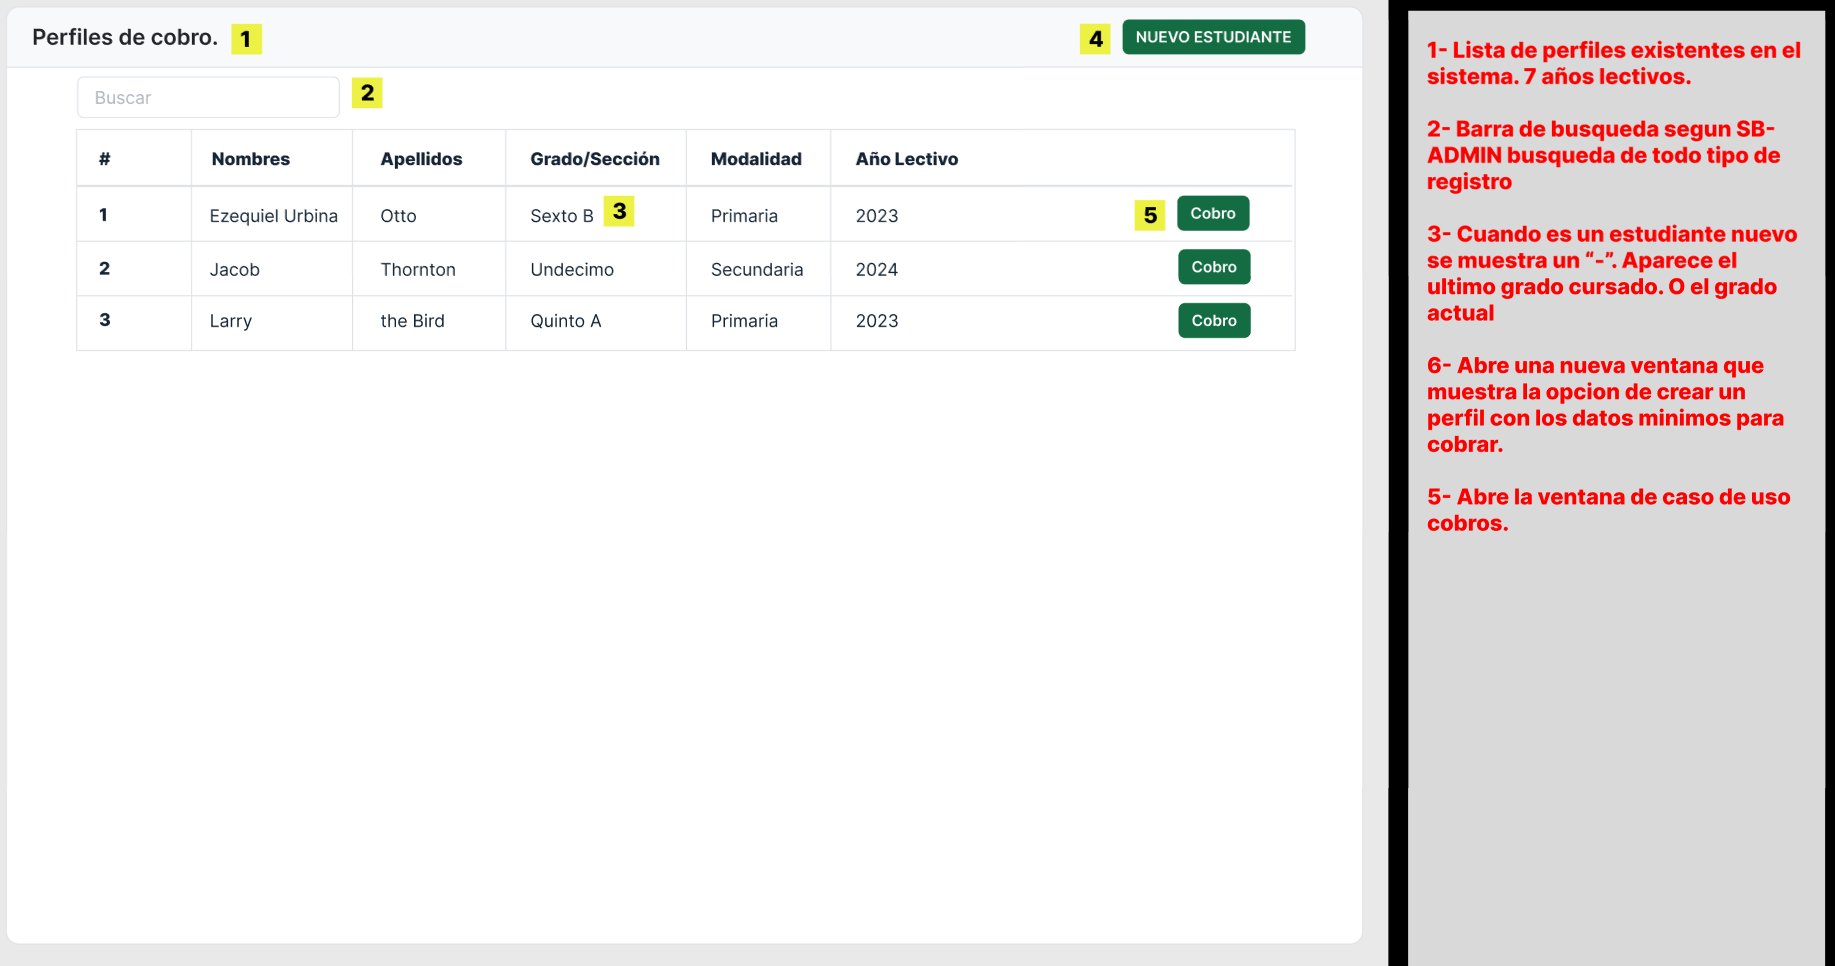 Perfiles de cobro. 1
4 NUEVO ESTUDIANTE
Buscar 2
# Nombres Apellidos Grado/Sección Modalidad Año Lectivo
1 Ezequiel Urbina Otto Sexto B 3 Primaria 2023 5 Cobro
2 Jacob Thornton Undecimo Secundaria 2024 Cobro
3 Larry the Bird Quinto A Primaria 2023 Cobro
1- Lista de perfiles existentes en el
sistema. 7 años lectivos.
2- Barra de busqueda segun SB-
ADMIN busqueda de todo tipo de
registro
3- Cuando es un estudiante nuevo
se muestra un “-”. Aparece el
ultimo grado cursado. O el grado
actual
6- Abre una nueva ventana que
muestra la opcion de crear un
perfil con los datos minimos para
cobrar.
5- Abre la ventana de caso de uso
cobros.